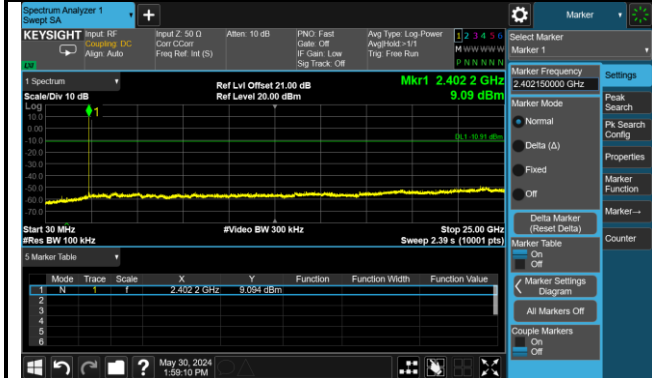 Spectrum Analyzer 1
Swept SA
Marker
KEYSIGHT
Input: RF
Coupling: DC
Align: Auto
Input Z: 50 Ω
Corr CCorr
Freq Ref: Int (S)
Atten: 10 dB
PNO: Fast
Gate: Off
IF Gain: Low
Sig Track: Off
Avg Type: Log-Power
Avg|Hold:>1/1
Trig: Free Run
1 2 3 4 5 6
M W W W W W
P N N N N N
LNI
Select Marker
Marker 1
1 Spectrum
Scale/Div 10 dB
Ref Lvl Offset 21.00 dB
Ref Level 20.00 dBm
Mkr1 2.402 2 GHz
9.09 dBm
Log
10.0
0.00
-10.0
-20.0
-30.0
-40.0
-50.0
-60.0
-70.0
1
DL1 -10.91 dBm
Start 30 MHz
#Res BW 100 kHz
#Video BW 300 kHz
Stop 25.00 GHz
Sweep 2.39 s (10001 pts)
5 Marker Table
Mode Trace Scale X Y Function Function Width Function Value
1 N 1 f 2.402 2 GHz 9.094 dBm
2
3
4
5
6
Marker Frequency
2.402150000 GHz
Marker Mode
Normal
Delta (Δ)
Fixed
Off
Delta Marker
(Reset Delta)
Marker Table
On
Off
Marker Settings
Diagram
All Markers Off
Couple Markers
On
Off
Settings
Peak
Search
Pk Search
Config
Properties
Marker
Function
Marker→
Counter
?
May 30, 2024
1:59:10 PM